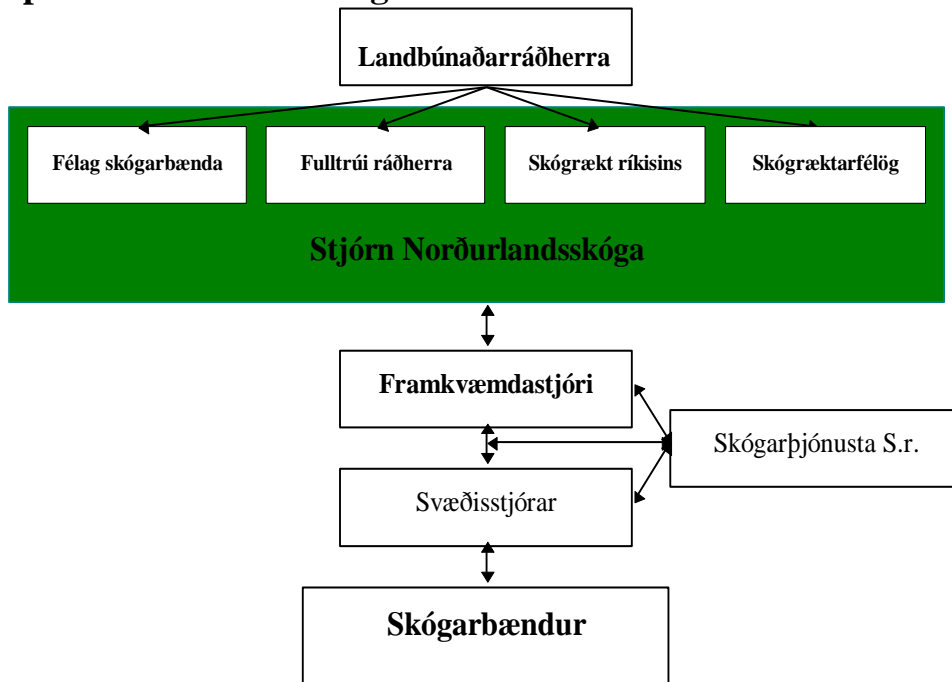 Landbúnaðarráðherra
Félag skógarbænda
Fulltrúi ráðherra
Skógrækt ríkisins
Skógræktarfélög
Stjórn Norðurlandsskóga
Framkvæmdastjóri
Skógarþjónusta S.r.
Svæðisstjórar
Skógarbændur